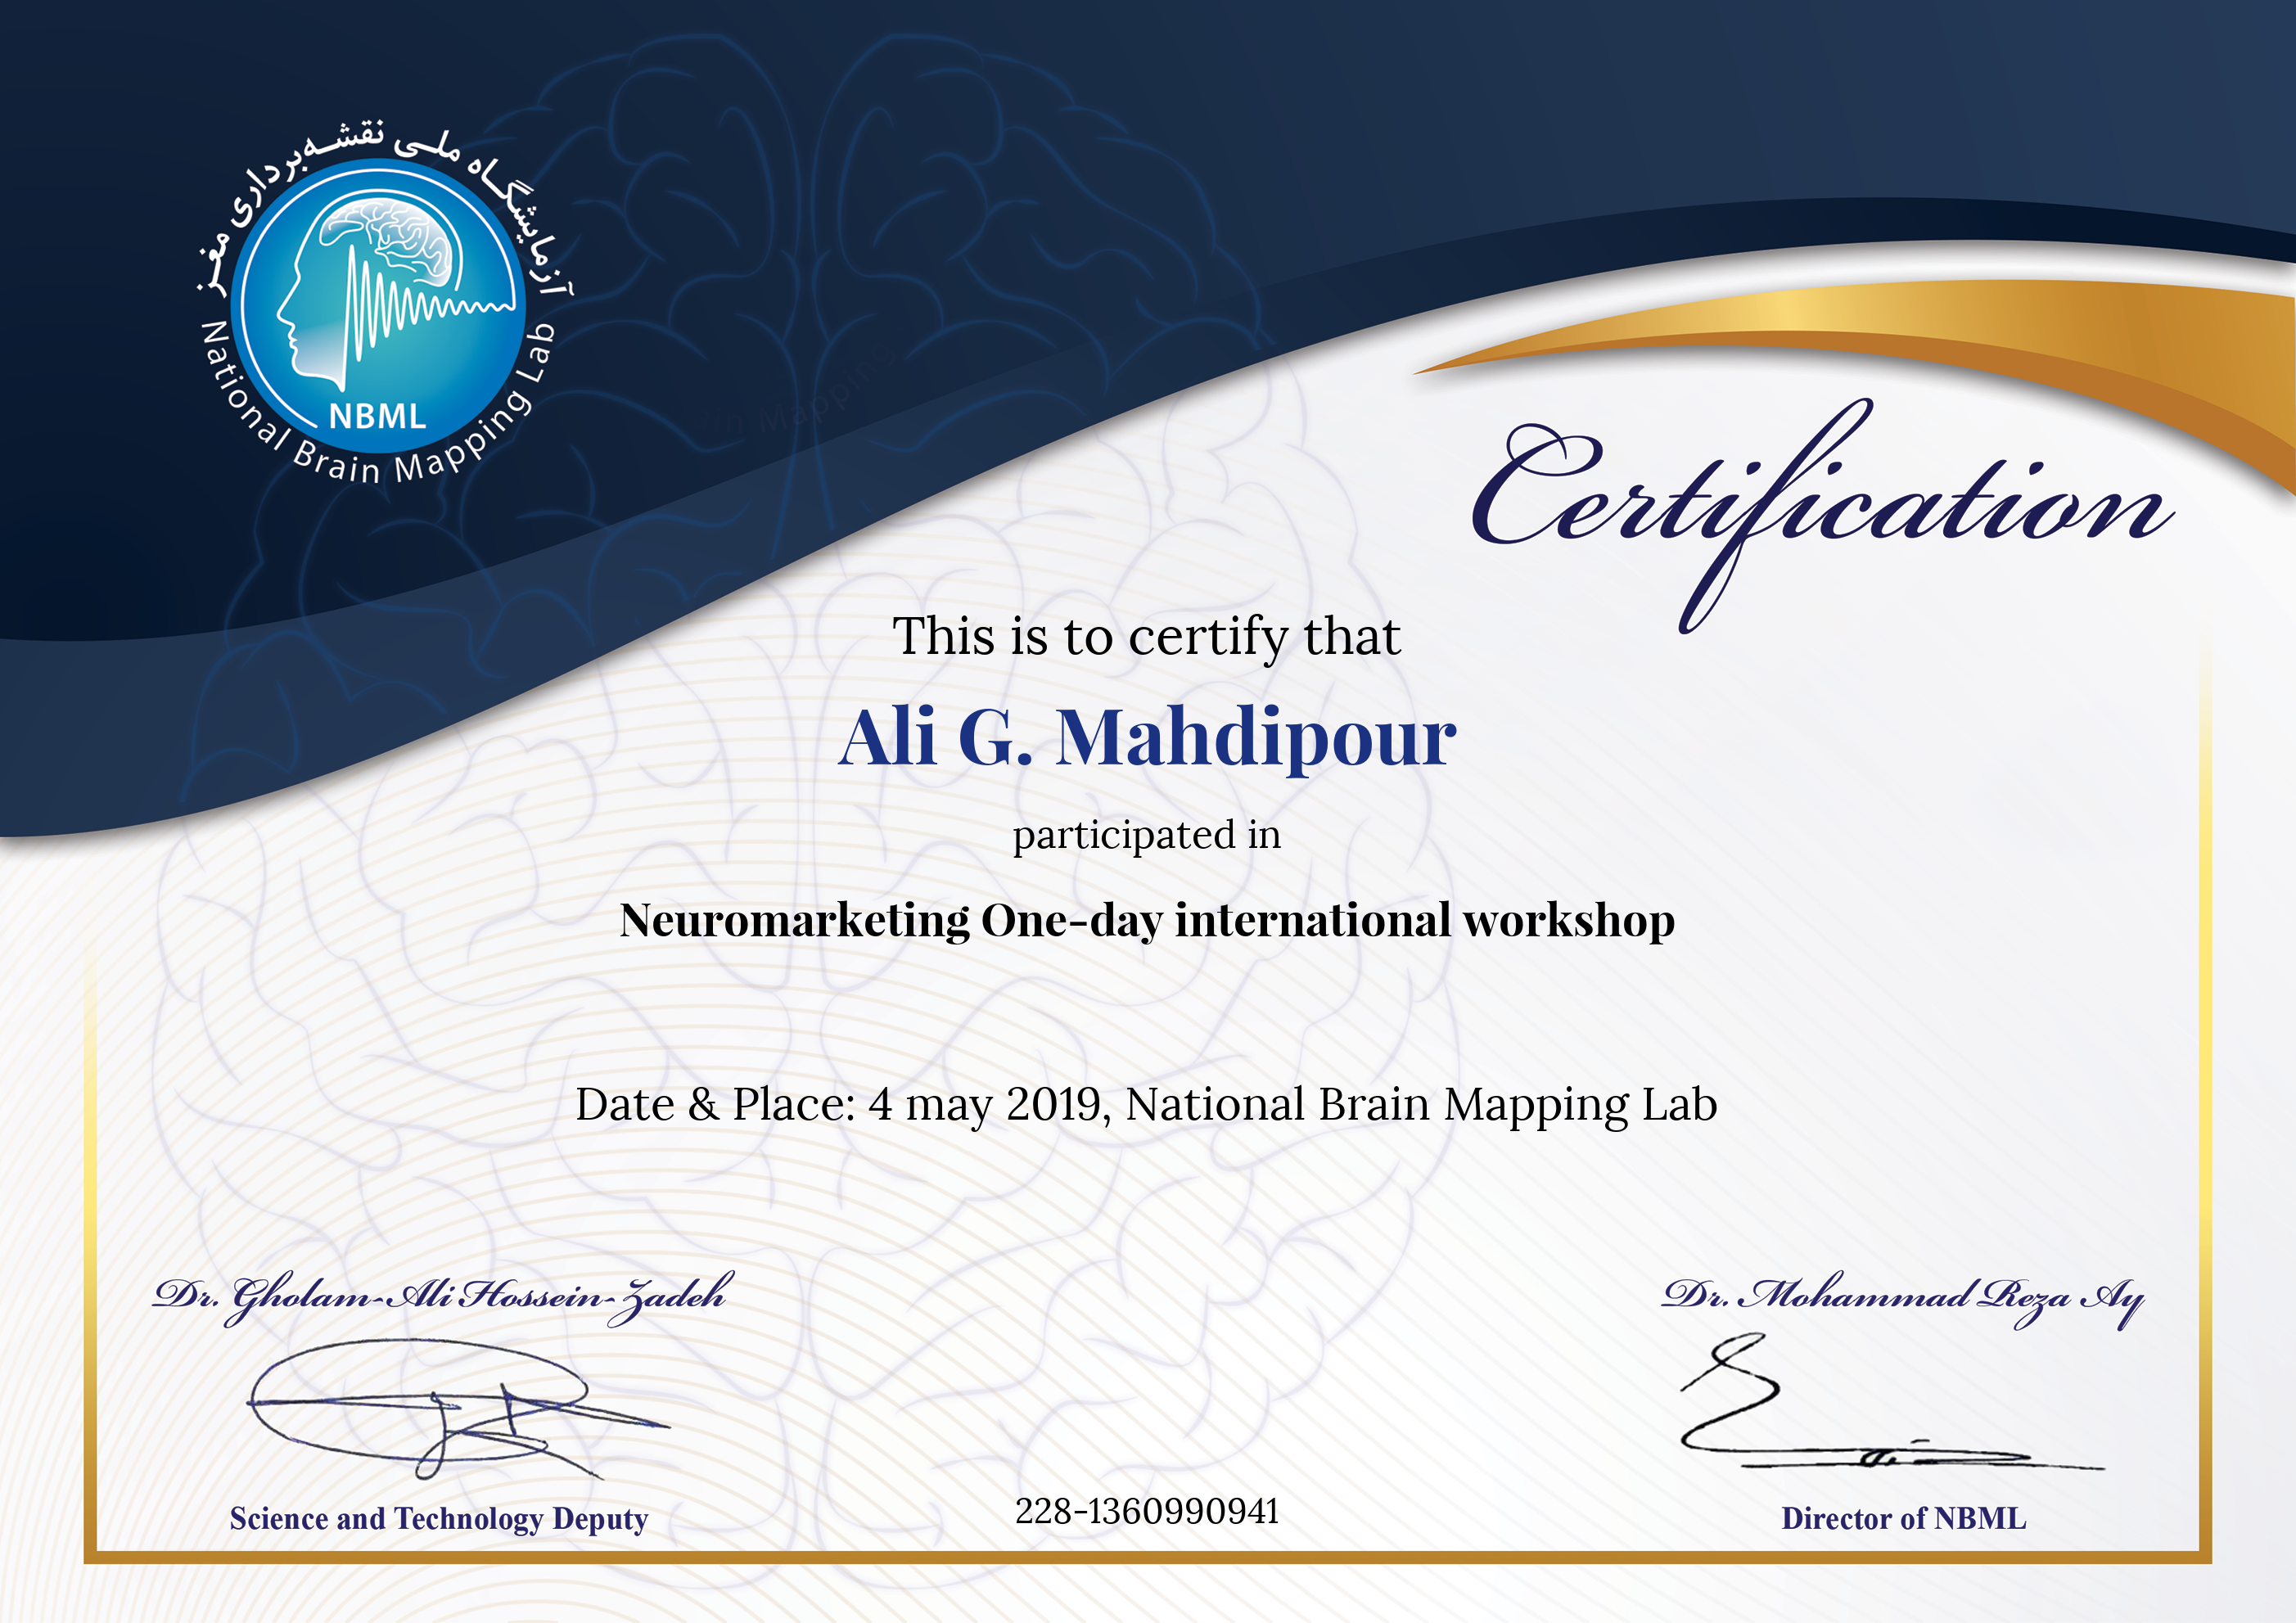 آزمایشگاه ملی نقشه‌برداری مغز
NBML
National Brain Mapping Lab
Certification
This is to certify that
Ali G. Mahdipour
participated in
Neuromarketing One-day international workshop
Date & Place: 4 may 2019, National Brain Mapping Lab
Dr. Gholam-Ali Hossein-Zadeh
Dr. Mohammad Reza Ay
Science and Technology Deputy
228-1360990941
Director of NBML